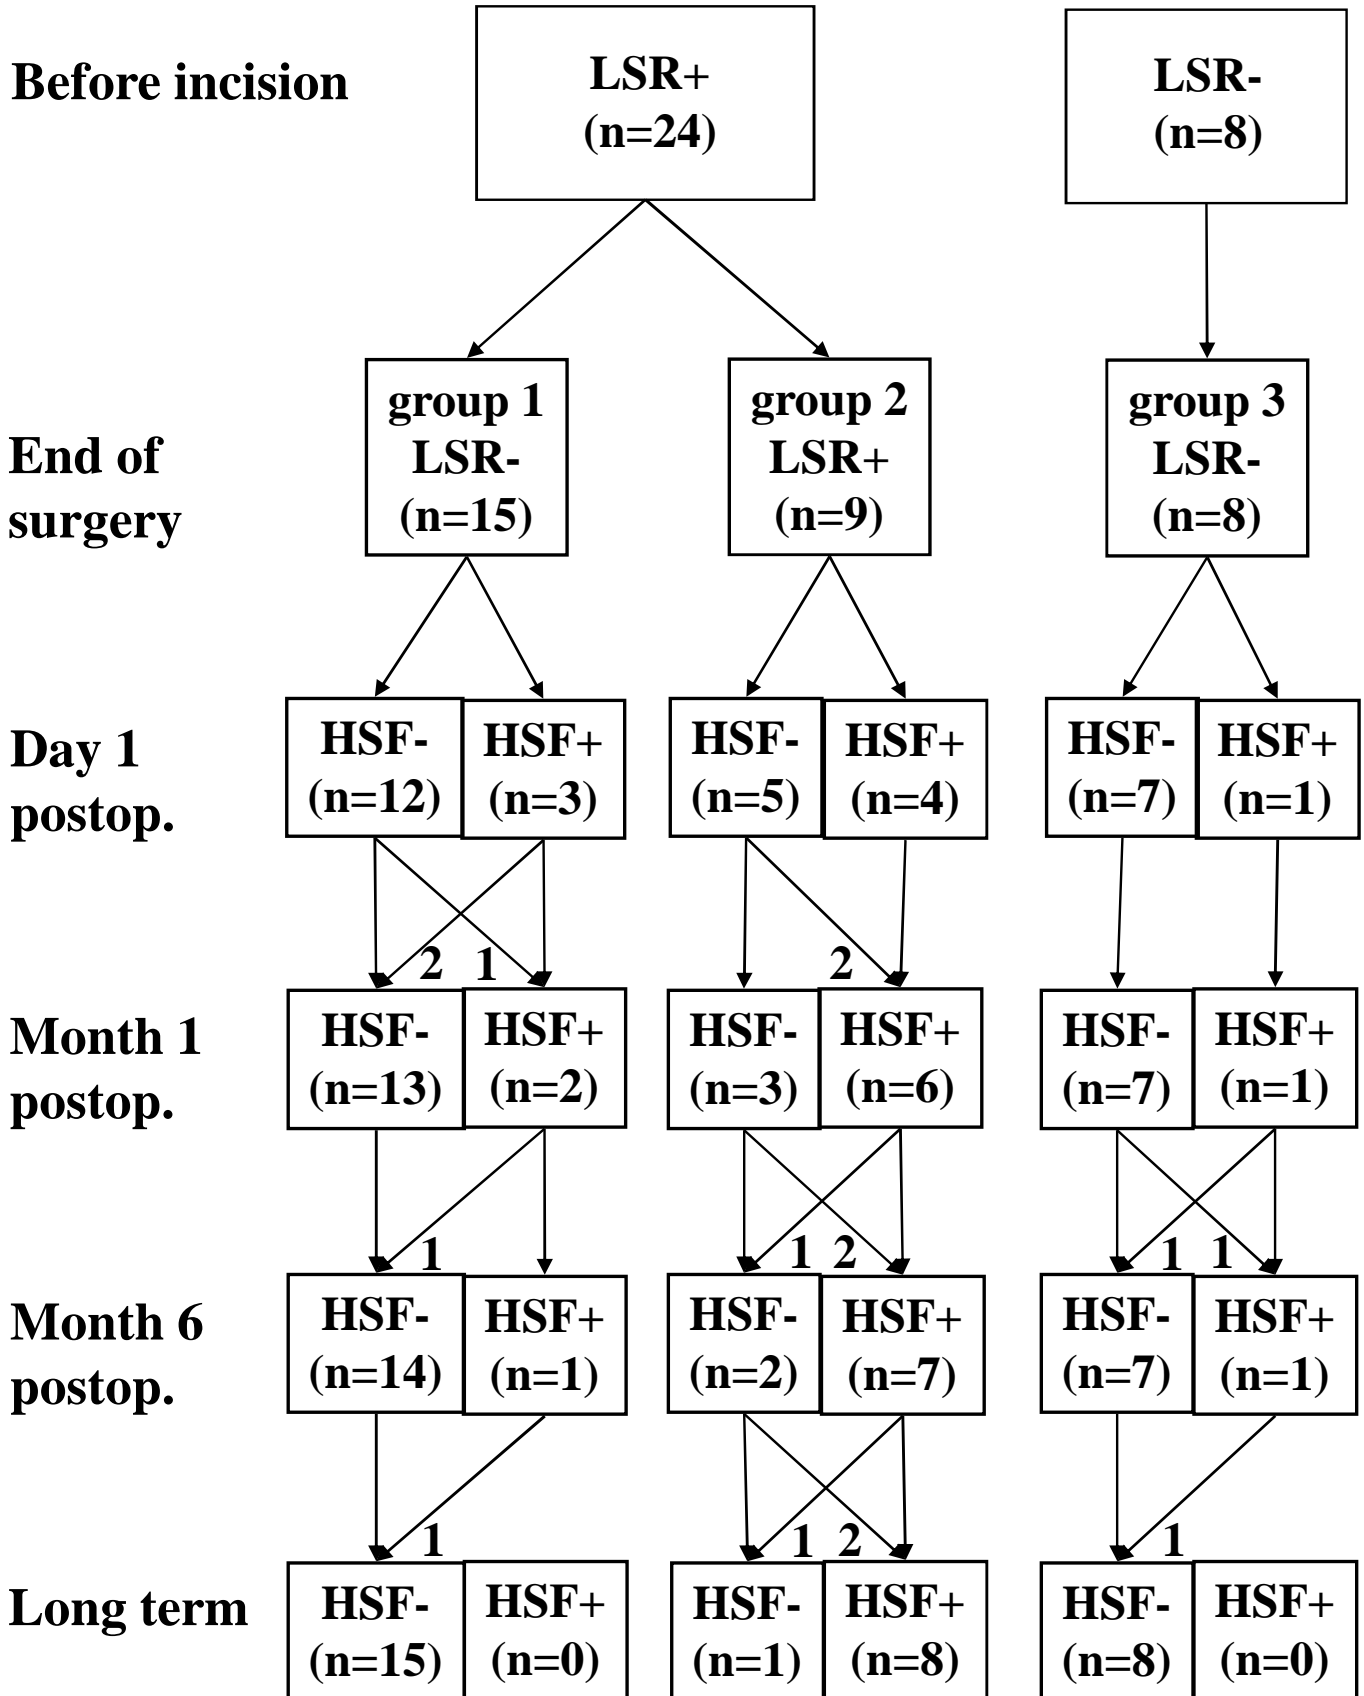 Before incision
LSR+
(n=24)
LSR-
(n=8)
End of
surgery
group 1
LSR-
(n=15)
group 2
LSR+
(n=9)
group 3
LSR-
(n=8)
Day 1
postop.
HSF-
(n=12)
HSF+
(n=3)
HSF-
(n=5)
HSF+
(n=4)
HSF-
(n=7)
HSF+
(n=1)
2 1
2
Month 1
postop.
HSF-
(n=13)
HSF+
(n=2)
HSF-
(n=3)
HSF+
(n=6)
HSF-
(n=7)
HSF+
(n=1)
1
1 2
1 1
Month 6
postop.
HSF-
(n=14)
HSF+
(n=1)
HSF-
(n=2)
HSF+
(n=7)
HSF-
(n=7)
HSF+
(n=1)
1
1 2
1
Long term
HSF-
(n=15)
HSF+
(n=0)
HSF-
(n=1)
HSF+
(n=8)
HSF-
(n=8)
HSF+
(n=0)